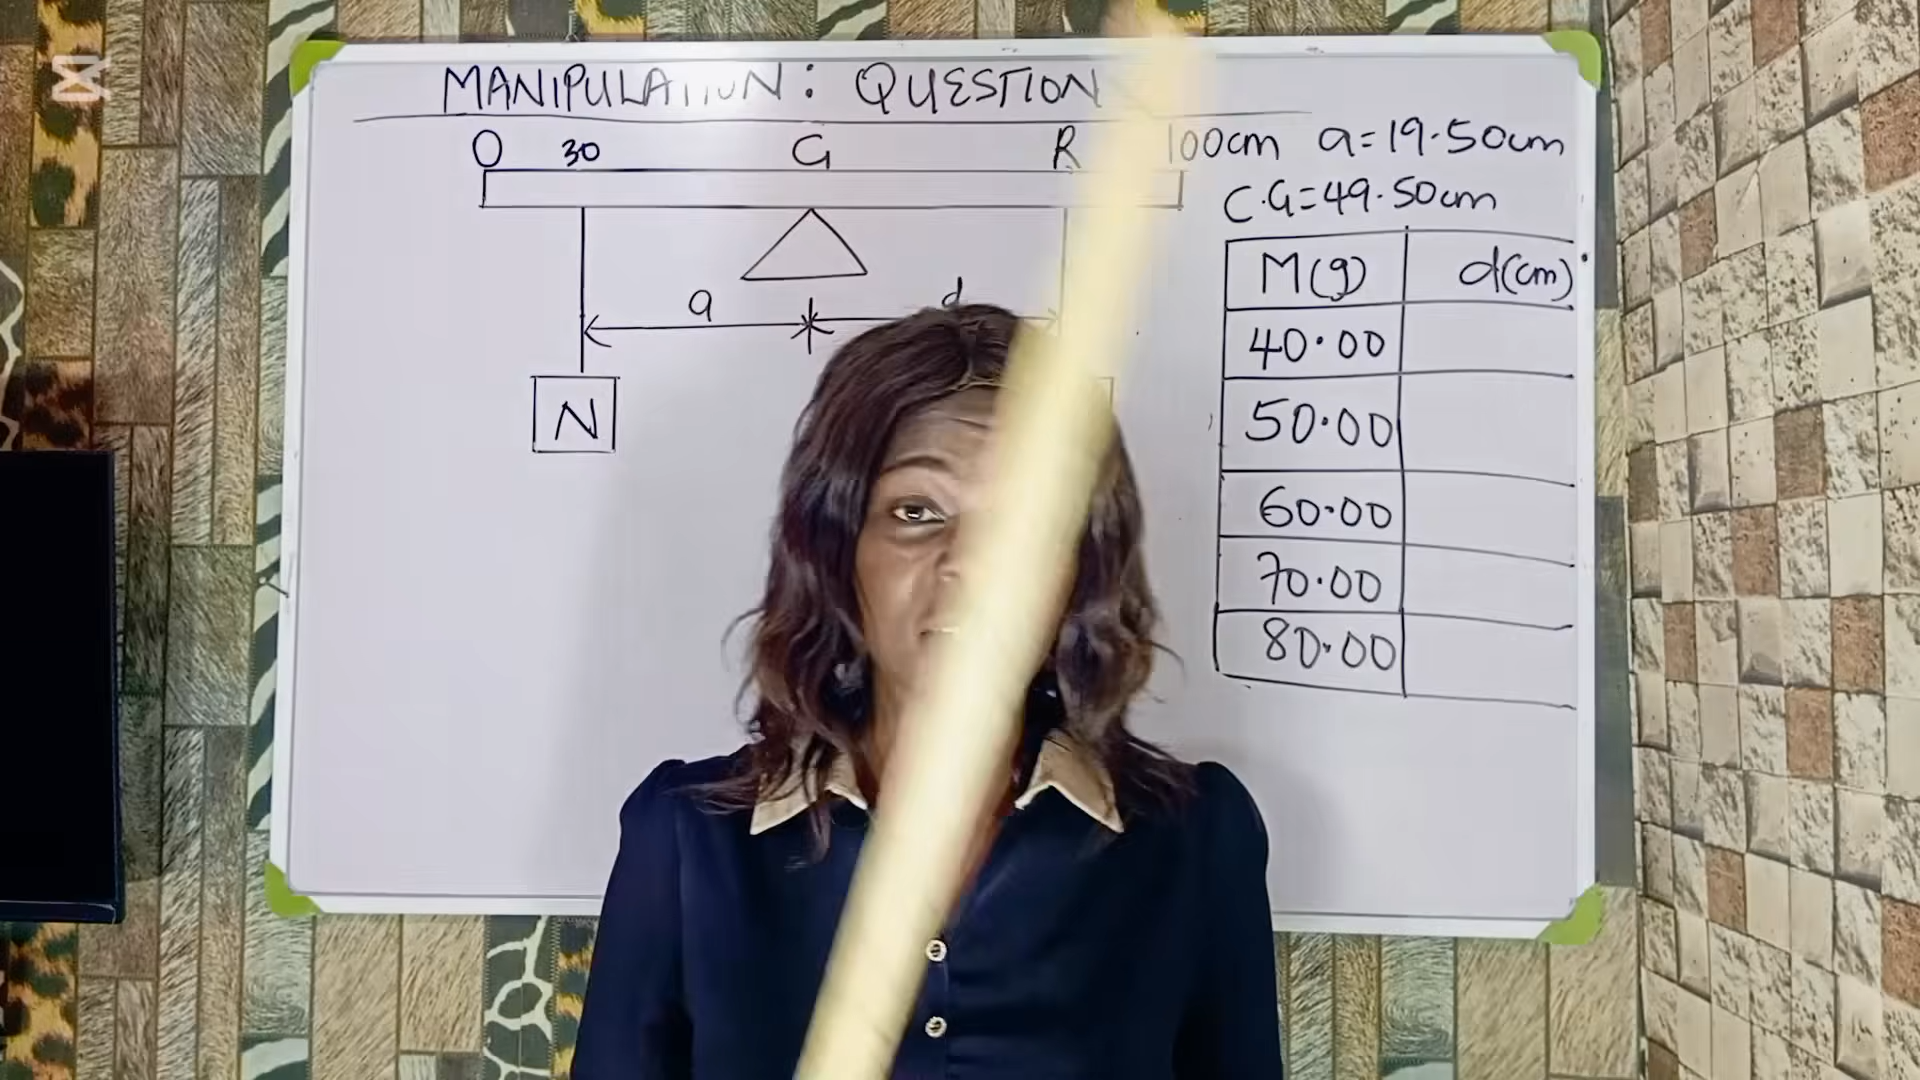 MANIPULATION: QUESTION
O 30 G R 100cm a=19.50cm
C.G=49.50cm
M(g) d(cm)
a d
40.00
N
50.00
60.00
70.00
80.00